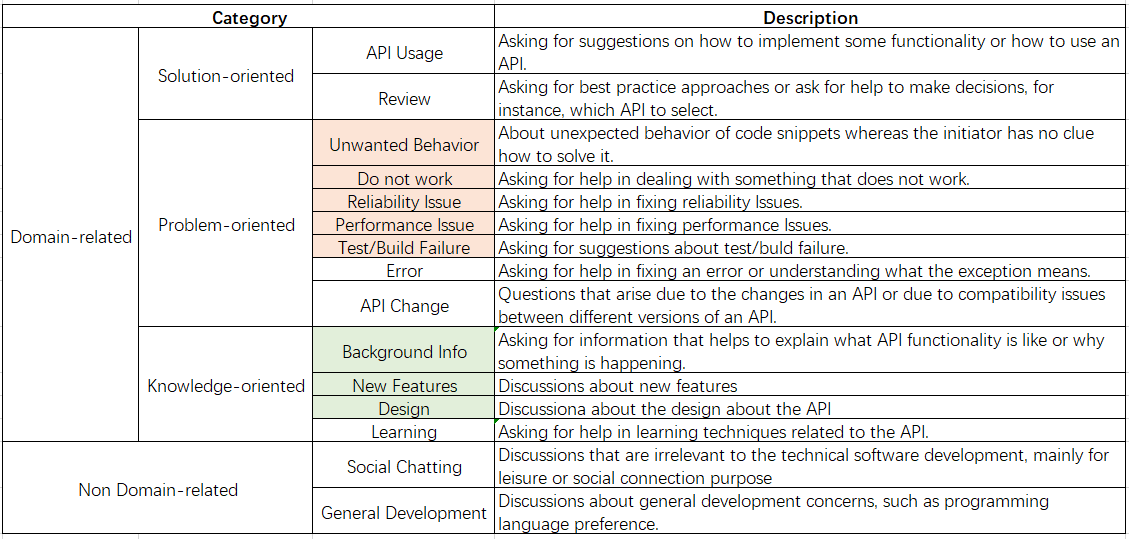 Category Description
Domain-related
Solution-oriented
API Usage
Asking for suggestions on how to implement some functionality or how to use an
API.
Review
Asking for best practice approaches or ask for help to make decisions, for
instance, which API to select.
Problem-oriented
Unwanted Behavior
About unexpected behavior of code snippets whereas the initiator has no clue
how to solve it.
Do not work
Asking for help in dealing with something that does not work.
Reliability Issue
Asking for help in fixing reliability Issues.
Performance Issue
Asking for help in fixing performance Issues.
Test/Build Failure
Asking for suggestions about test/buld failure.
Error
Asking for help in fixing an error or understanding what the exception means.
API Change
Questions that arise due to the changes in an API or due to compatibility issues
between different versions of an API.
Knowledge-oriented
Background Info
Asking for information that helps to explain what API functionality is like or why
something is happening.
New Features
Discussions about new features
Design
Discussiona about the design about the API
Learning
Asking for help in learning techniques related to the API.
Non Domain-related
Social Chatting
Discussions that are irrelevant to the technical software development, mainly for
leisure or social connection purpose
General Development
Discussions about general development concerns, such as programming
language preference.